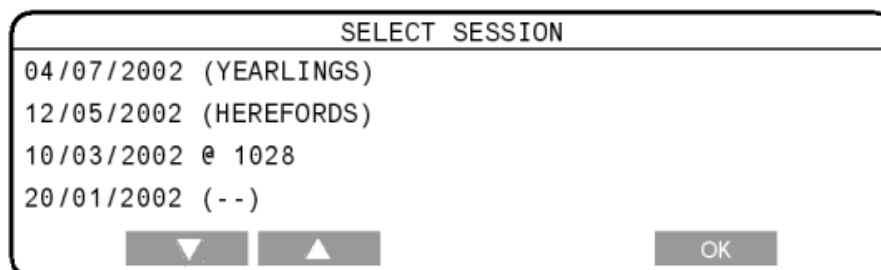 SELECT SESSION
04/07/2002 (YEARLINGS)
12/05/2002 (HEREFORDS)
10/03/2002 @ 1028
20/01/2002 (--)
OK